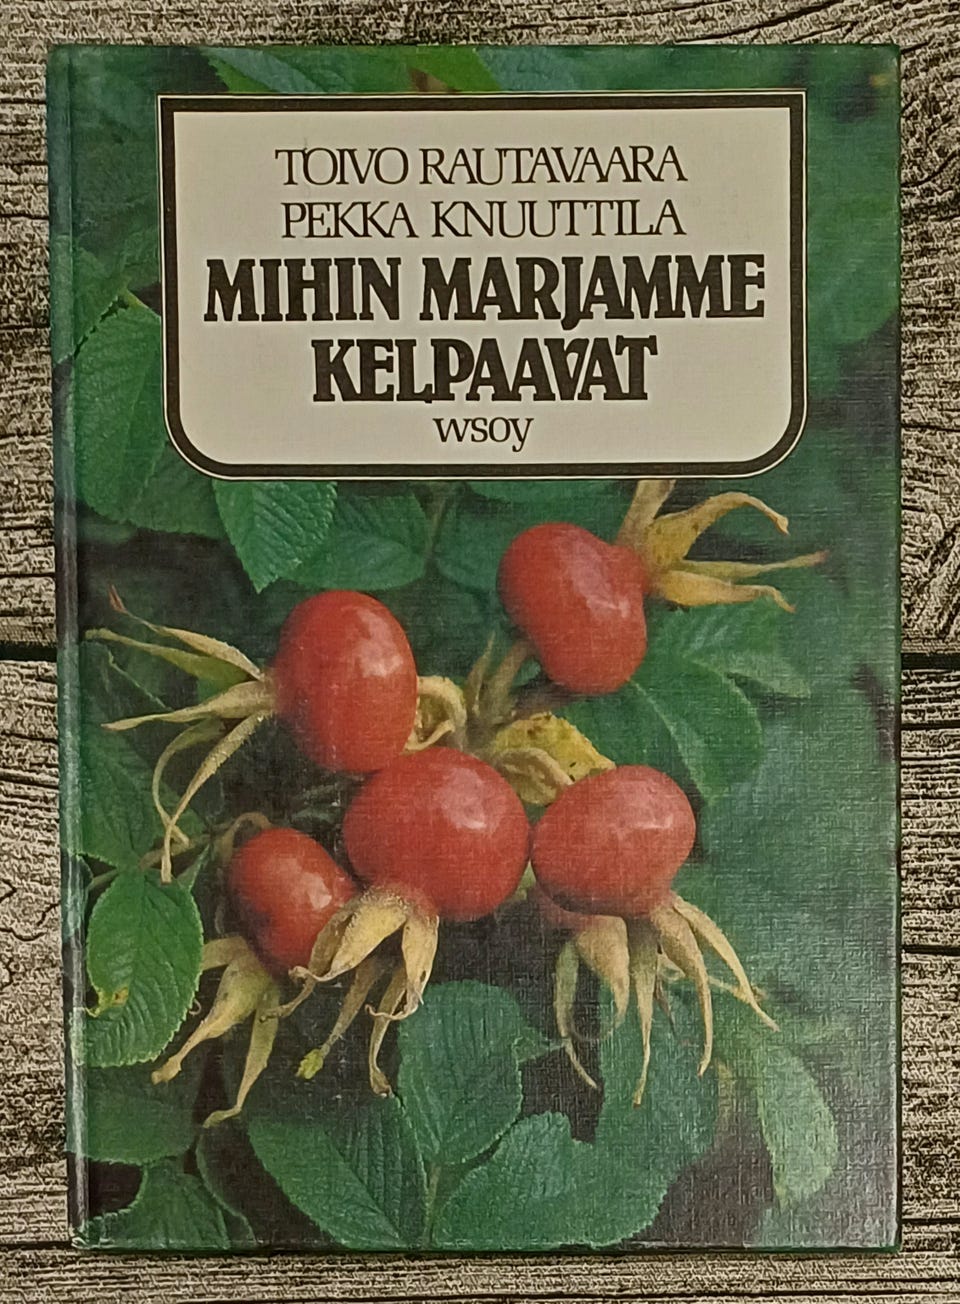 TOIVO RAUTAVAARA
PEKKA KNUUTTILA
MIHIN MARJAMME
KELPAAVAT
wsoy